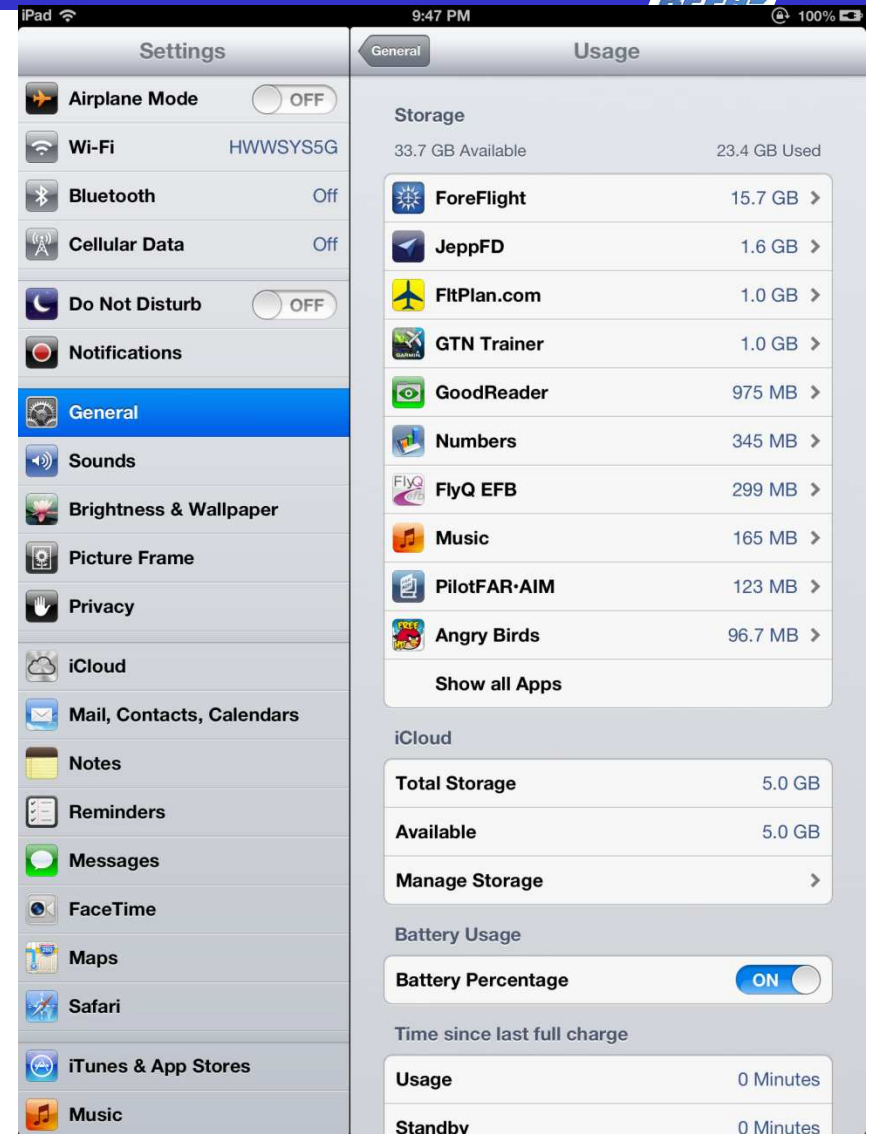 iPad 9:47 PM 100%
Settings
Airplane Mode OFF
Wi-Fi HWWSYS5G
Bluetooth Off
Cellular Data Off
Do Not Disturb OFF
Notifications
General
Sounds
Brightness & Wallpaper
Picture Frame
Privacy
iCloud
Mail, Contacts, Calendars
Notes
Reminders
Messages
FaceTime
Maps
Safari
iTunes & App Stores
Music
General Usage
Storage
33.7 GB Available 23.4 GB Used
ForeFlight 15.7 GB
JeppFD 1.6 GB
FltPlan.com 1.0 GB
GARMIN GTN Trainer 1.0 GB
GoodReader 975 MB
Numbers 345 MB
FlyQ efb FlyQ EFB 299 MB
Music 165 MB
PilotFAR·AIM 123 MB
FREE Angry Birds 96.7 MB
Show all Apps
iCloud
Total Storage 5.0 GB
Available 5.0 GB
Manage Storage
Battery Usage
Battery Percentage ON
Time since last full charge
Usage 0 Minutes
Standby 0 Minutes